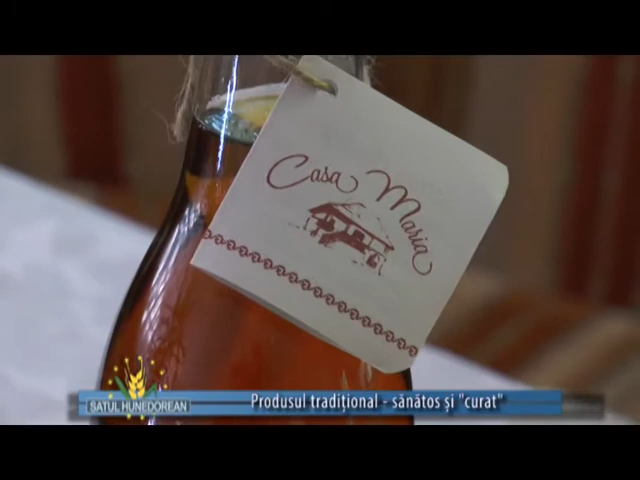 Casa Maria
SATUL HUNEDOREAN
Produsul tradițional - sănătos și "curat"